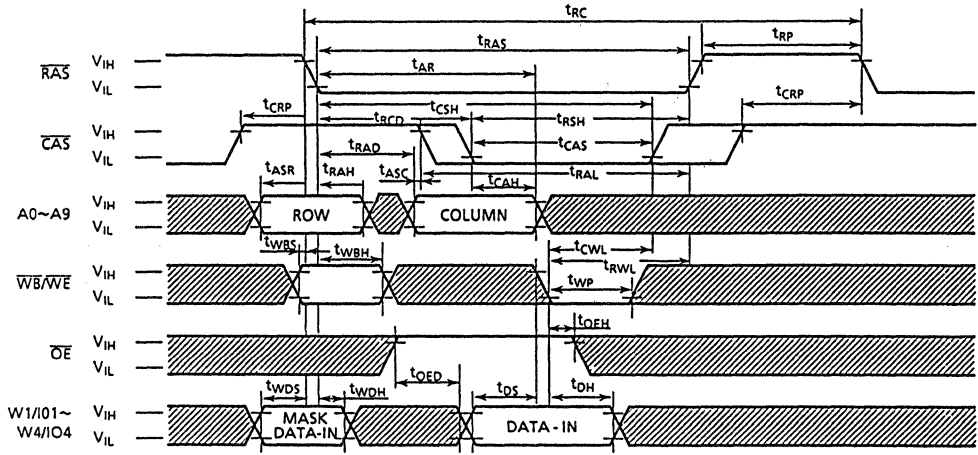 tRC
tRAS
tRP
tAR
RAS
VIH
VIL
tCRP
tCSH
tCRP
tRCD
tRSH
CAS
VIH
VIL
tRAD
tCAS
tASR
tRAH
tASC
tRAL
tCAH
A0~A9
VIH
VIL
ROW
COLUMN
tWBS
tWBH
tCWL
tRWL
WB/WE
VIH
VIL
tWP
tOEH
OE
VIH
VIL
tOED
tWDS
tWDH
tDS
tDH
W1/I01~
W4/IO4
VIH
VIL
MASK
DATA-IN
DATA-IN